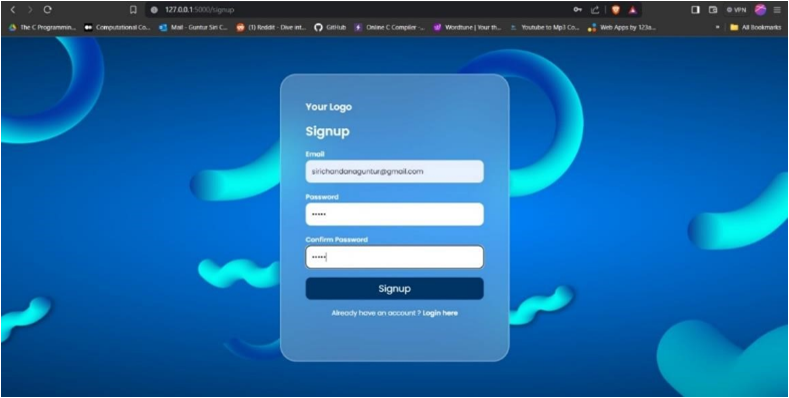 127.0.0.1:5000/signup
VPN
The C Programmin...
Computational Co...
Mail - Guntur Siri C...
(1) Reddit - Dive int...
GitHub
Online C Compiler -...
Wordtune | Your th...
Youtube to Mp3 Co...
Web Apps by 123a...
»
All Bookmarks
Your Logo
Signup
Email
sirichandanaguntur@gmail.com
Password
•••••
Confirm Password
•••••
Signup
Already have an account ? Login here